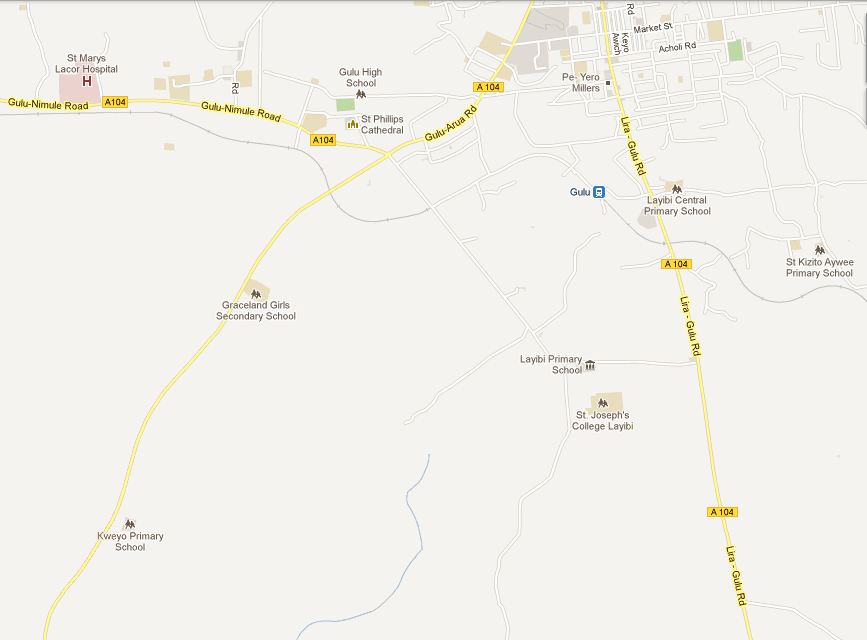 Rd
Market St
Keyo
Awich
Acholi Rd
St Marys
Lacor Hospital
H
Gulu High
School
A 104
Pe- Yero
Millers
Rd
Gulu-Nimule Road
A104
Gulu-Nimule Road
St Phillips
Cathedral
Gulu-Arua Rd
A104
Lira - Gulu Rd
Gulu
Layibi Central
Primary School
A 104
St Kizito Aywee
Primary School
Graceland Girls
Secondary School
Lira - Gulu Rd
Layibi Primary
School
St. Joseph's
College Layibi
A 104
Kweyo Primary
School
Lira - Gulu Rd